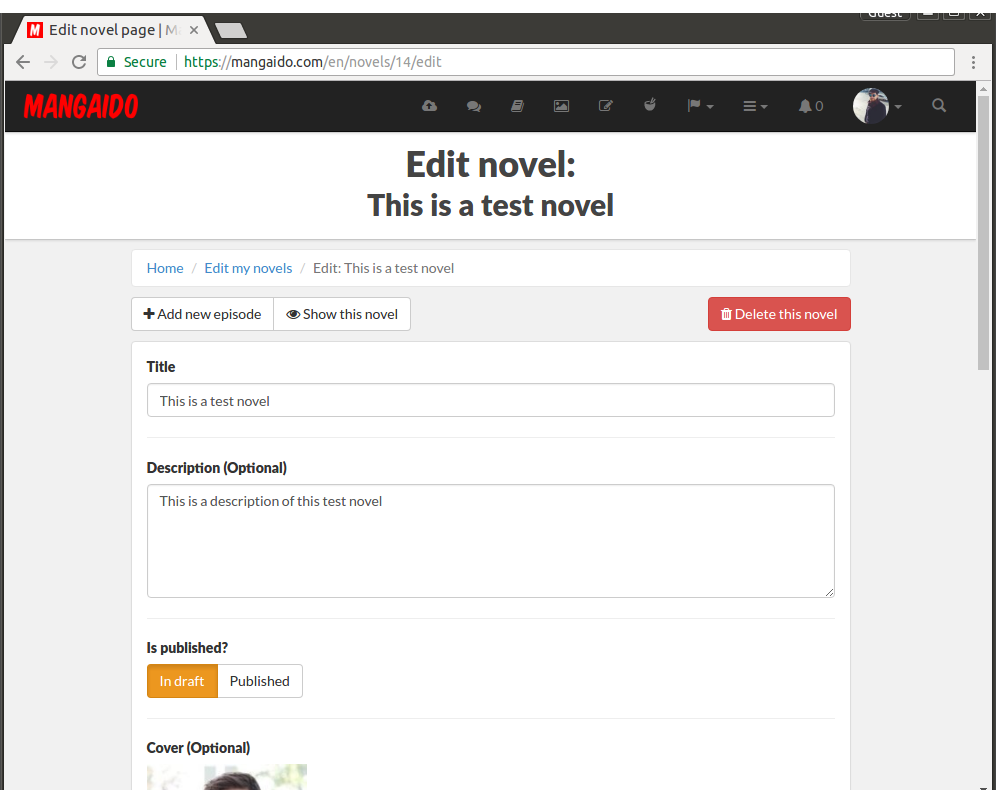 Guest
Edit novel page | M
Secure https://mangaido.com/en/novels/14/edit
MANGAIDO
0
Edit novel:
This is a test novel
Home / Edit my novels / Edit: This is a test novel
Add new episode Show this novel Delete this novel
Title
This is a test novel
Description (Optional)
This is a description of this test novel
Is published?
In draft Published
Cover (Optional)